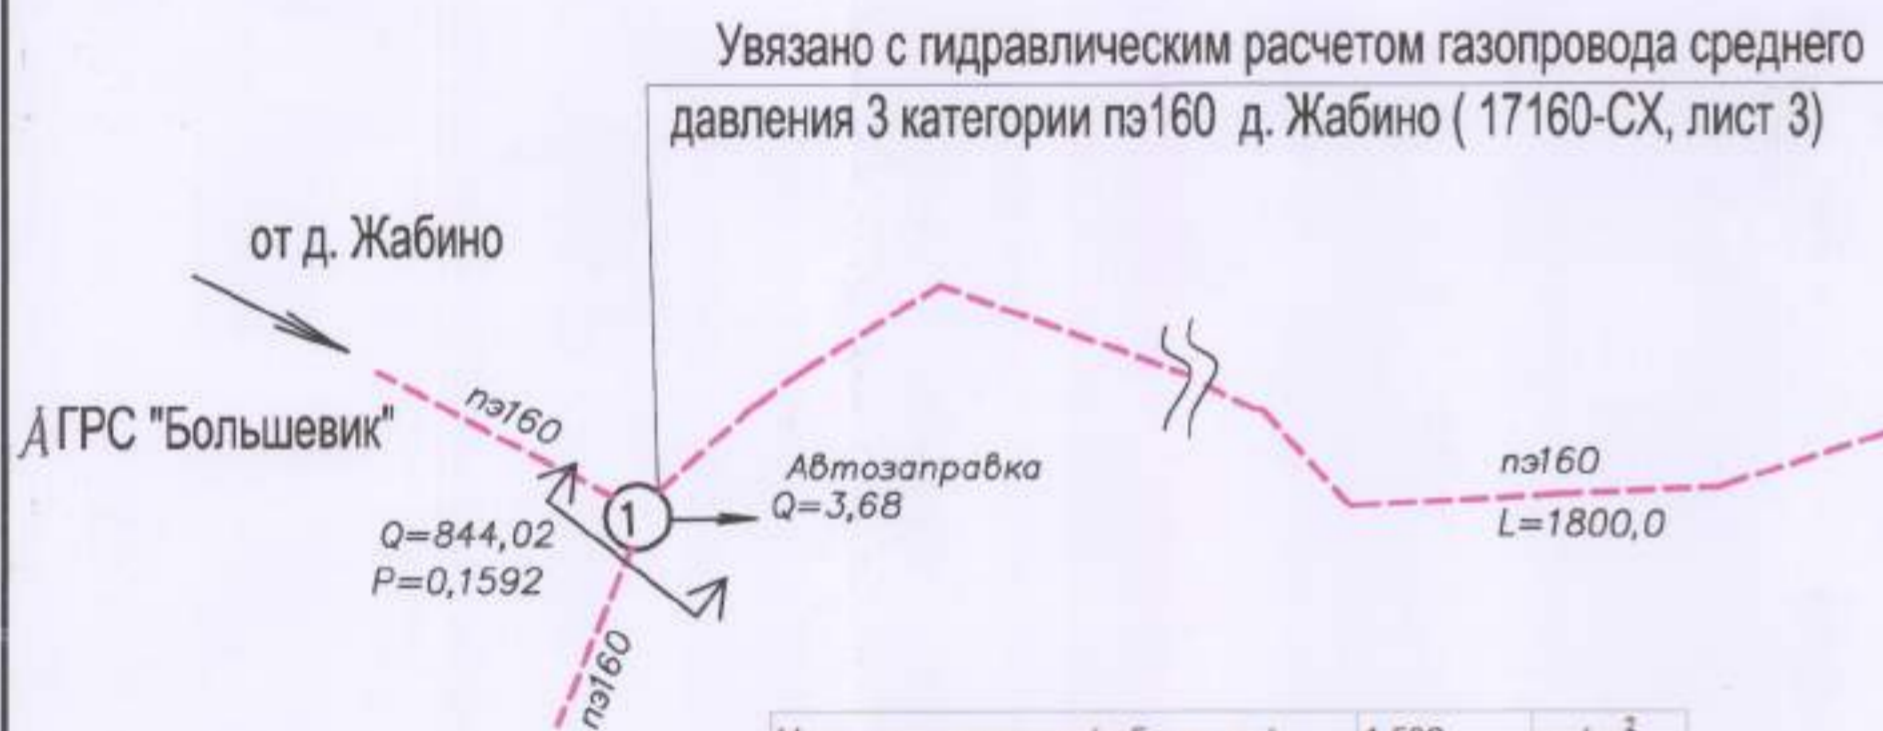 Увязано с гидравлическим расчетом газопровода среднего
давления 3 категории пэ160 д. Жабино ( 17160-СХ, лист 3)
от д. Жабино
пэ160
АГРС "Большевик"
Автозаправка
Q=3,68
1
Q=844,02
P=0,1592
пэ160
пэ160
L=1800,0